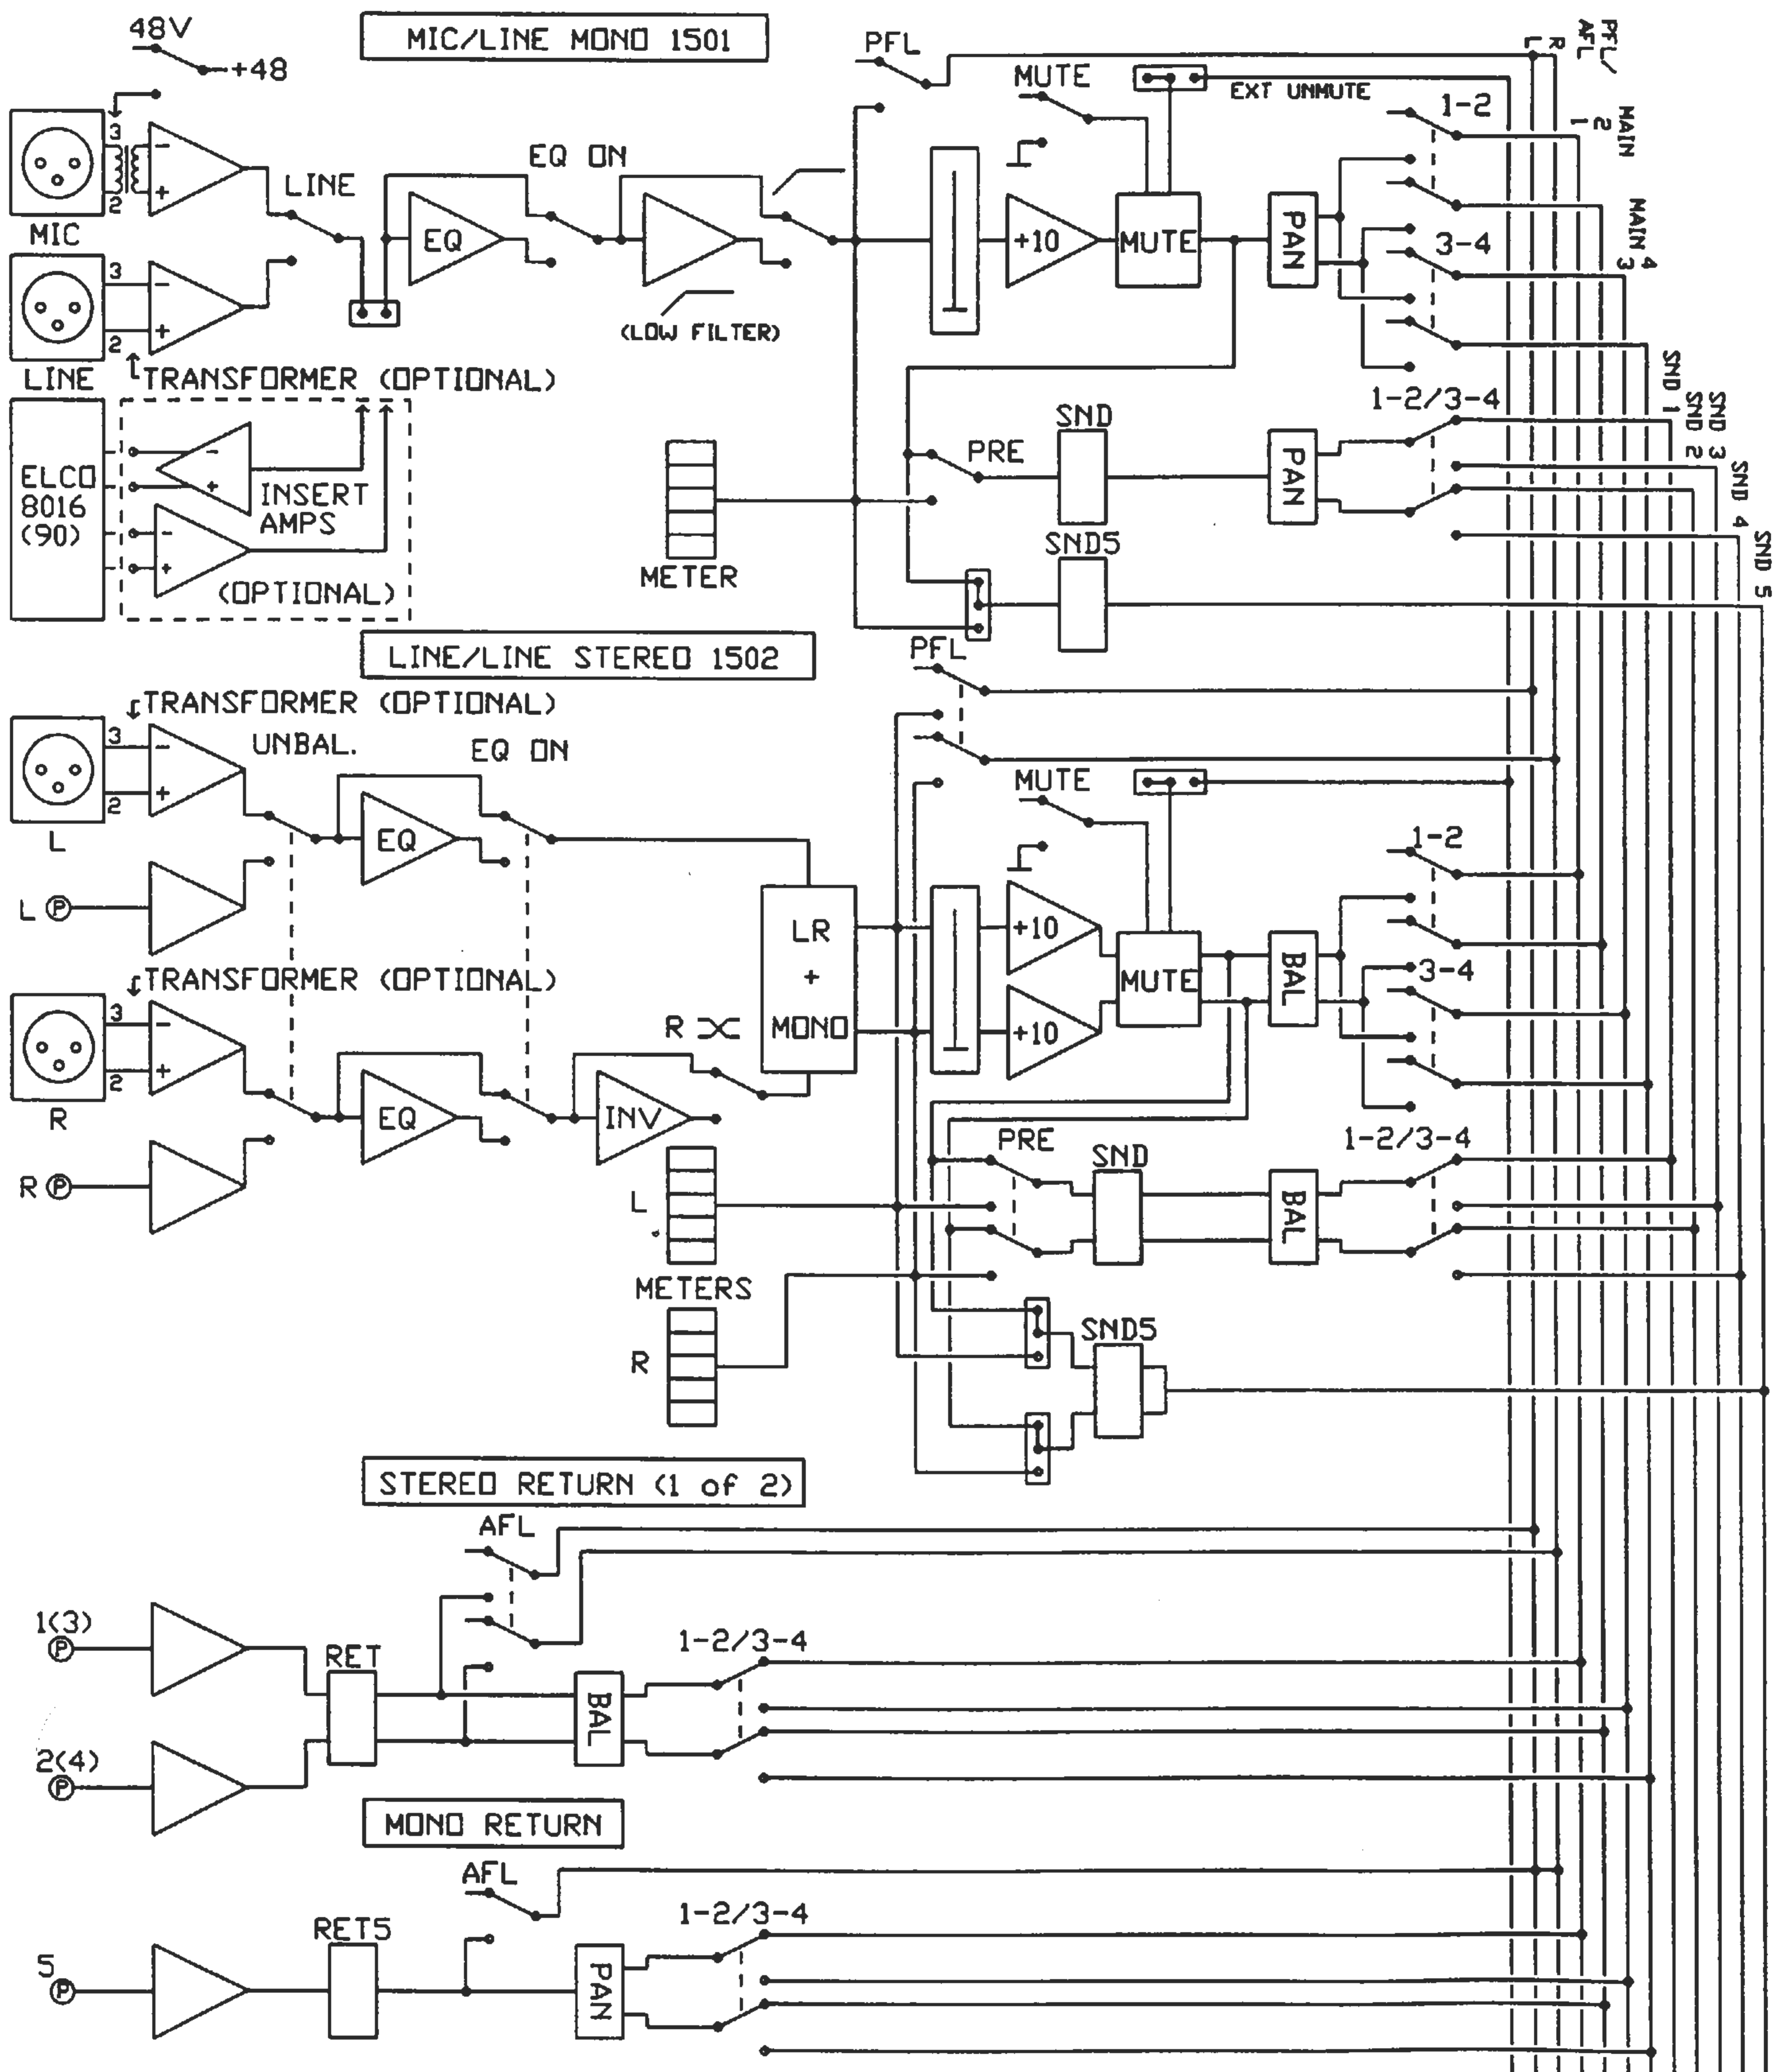 48V
+48
MIC/LINE MONO 1501
PFL
MUTE
EXT UNMUTE
R
L
PFL/
AFL
2
1
MAIN
MAIN
4
3
1-2
3
-
+
2
MIC
LINE
EQ ON
EQ
+10
MUTE
PAN
3-4
3
-
+
2
LINE
(LOW FILTER)
TRANSFORMER (OPTIONAL)
SND 1
SND 3
SND 2
SND 4
SND 5
1-2/3-4
ELCO
8016
(90)
-
+
INSERT
AMPS
-
+
(OPTIONAL)
METER
PRE
SND
PAN
SND5
LINE/LINE STEREO 1502
PFL
TRANSFORMER (OPTIONAL)
UNBAL.
EQ ON
3
-
+
2
L
EQ
MUTE
1-2
L P
LR
+
MONO
+10
+10
MUTE
BAL
3-4
TRANSFORMER (OPTIONAL)
3
-
+
2
R
R
EQ
INV
R P
PRE
SND
BAL
1-2/3-4
L
METERS
R
SND5
STEREO RETURN (1 of 2)
AFL
1(3)
P
RET
BAL
1-2/3-4
2(4)
P
MONO RETURN
AFL
5
P
RET5
PAN
1-2/3-4